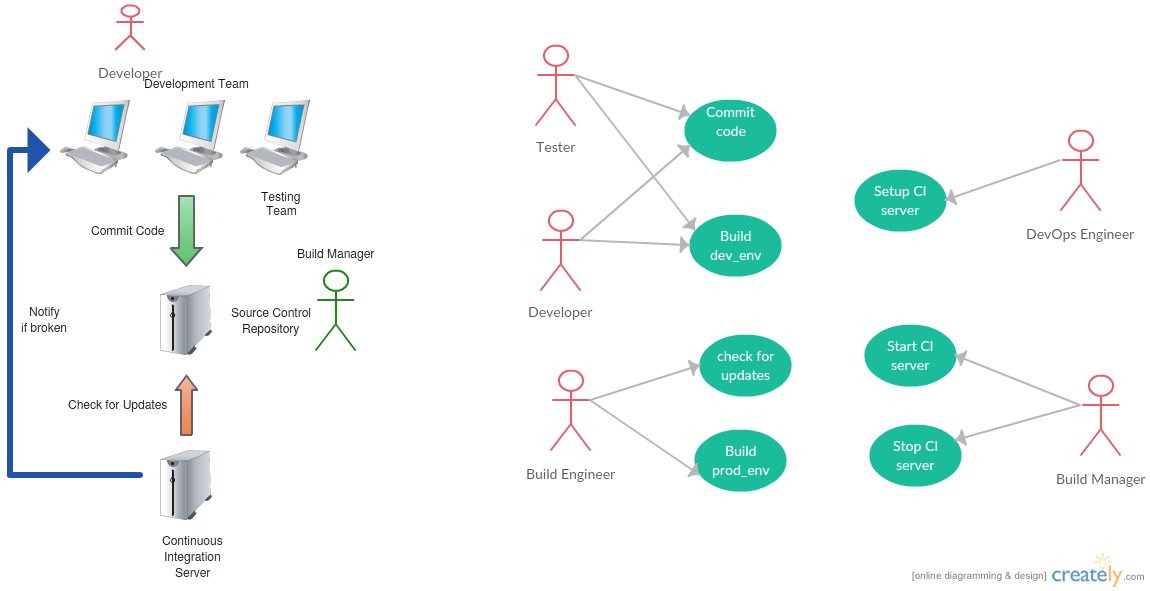 Developer
Development Team
Testing
Team
Commit Code
Build Manager
Notify
if broken
Source Control
Repository
Check for Updates
Continuous
Integration
Server
Tester
Commit
code
Developer
Build
dev_env
Build Engineer
check for
updates
Build
prod_env
Setup CI
server
DevOps Engineer
Start CI
server
Stop CI
server
Build Manager
[online diagramming & design] creately.com